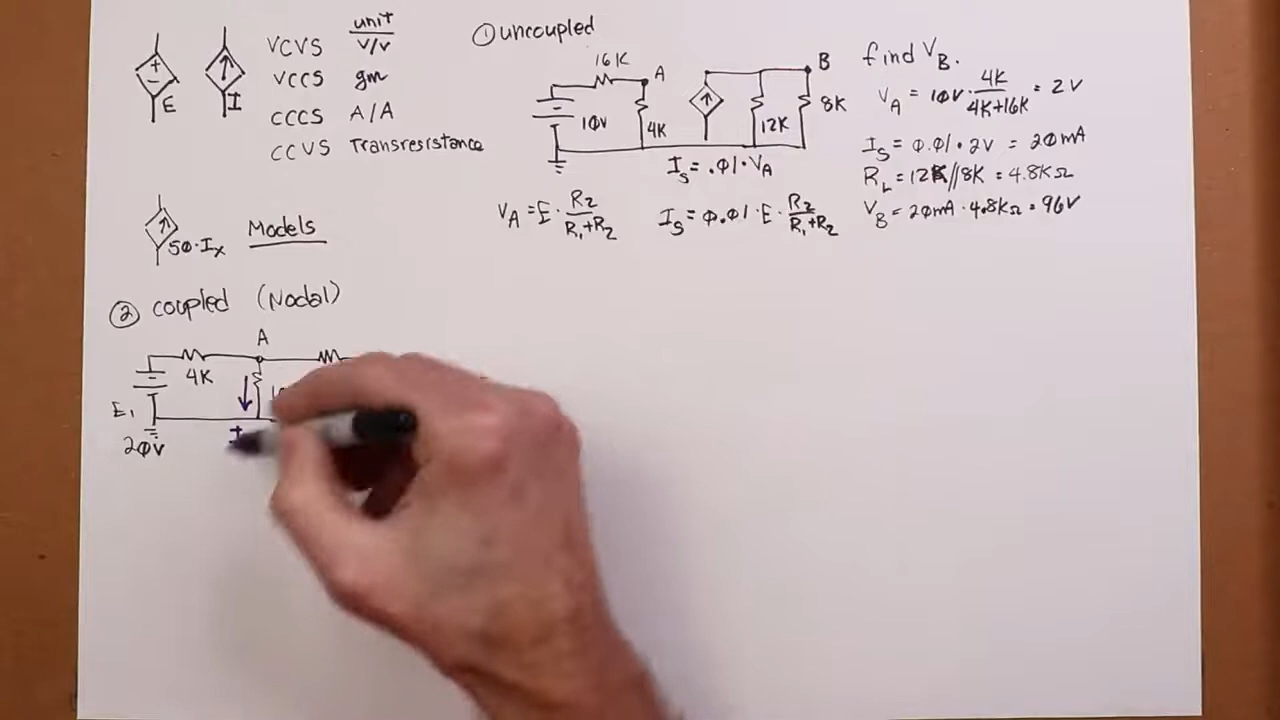 unit
VCVS V/V
VCCS gm
CCCS A/A
CCVS Transresistance
E I
50·Ix Models
① uncoupled
16K A
10V 4K
12K 8K B
Is = .01·VA
VA = E · R2/(R1+R2)
Is = 0.01 · E · R2/(R1+R2)
find VB.
VA = 10V · 4K/(4K+16K) = 2V
Is = 0.01 · 2V = 20mA
RL = 12K//8K = 4.8KΩ
VB = 20mA · 4.8KΩ = 96V
② coupled (Nodal)
A
4K
E1
20V